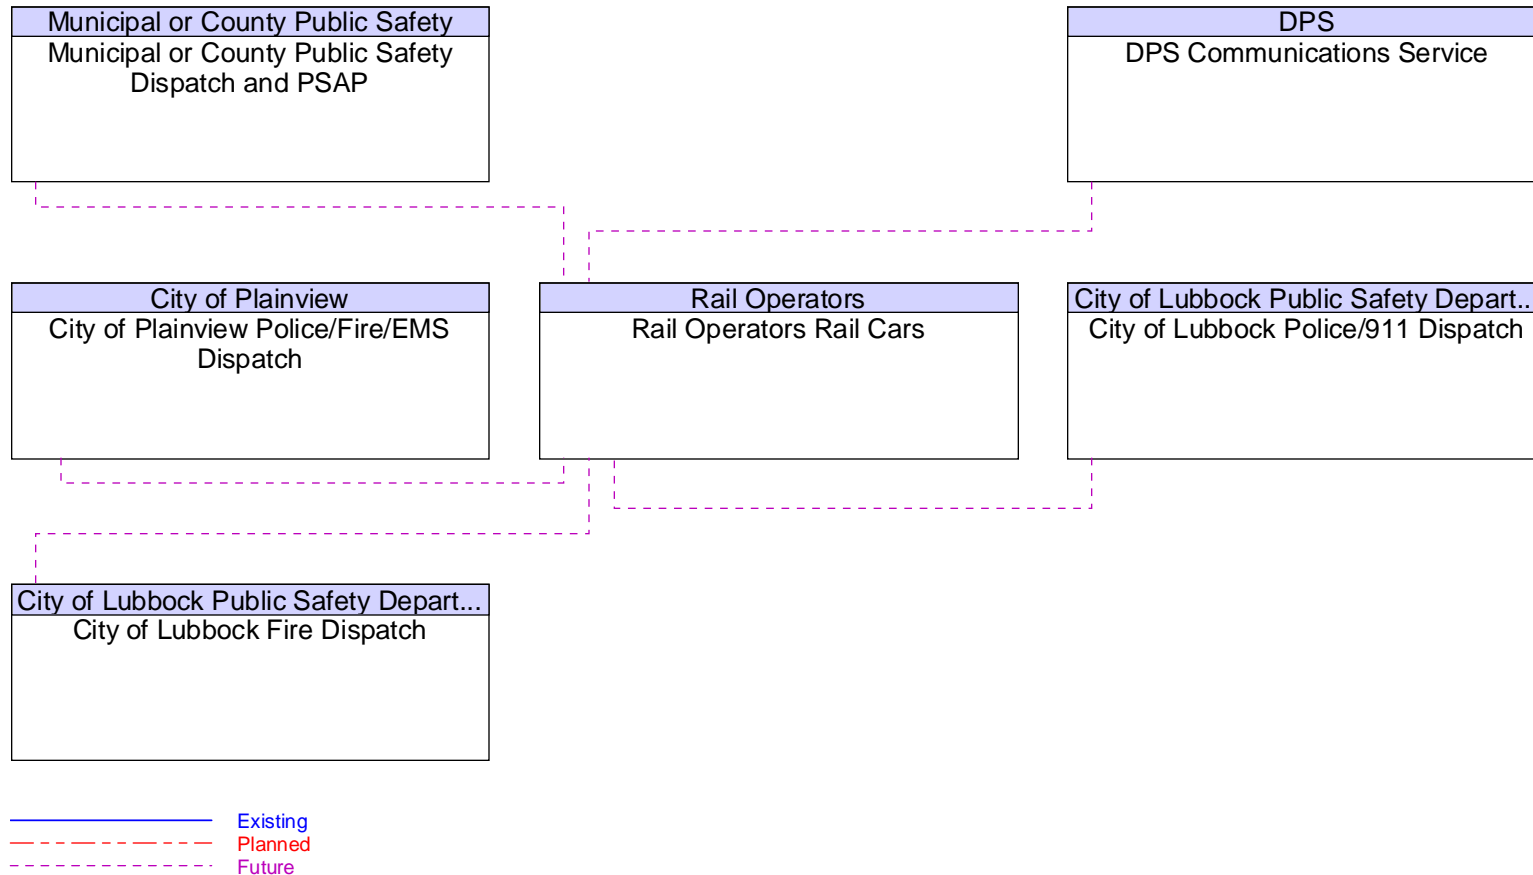 Municipal or County Public Safety
Municipal or County Public Safety
Dispatch and PSAP
DPS
DPS Communications Service
City of Plainview
City of Plainview Police/Fire/EMS
Dispatch
Rail Operators
Rail Operators Rail Cars
City of Lubbock Public Safety Depart...
City of Lubbock Police/911 Dispatch
City of Lubbock Public Safety Depart...
City of Lubbock Fire Dispatch
Existing
Planned
Future